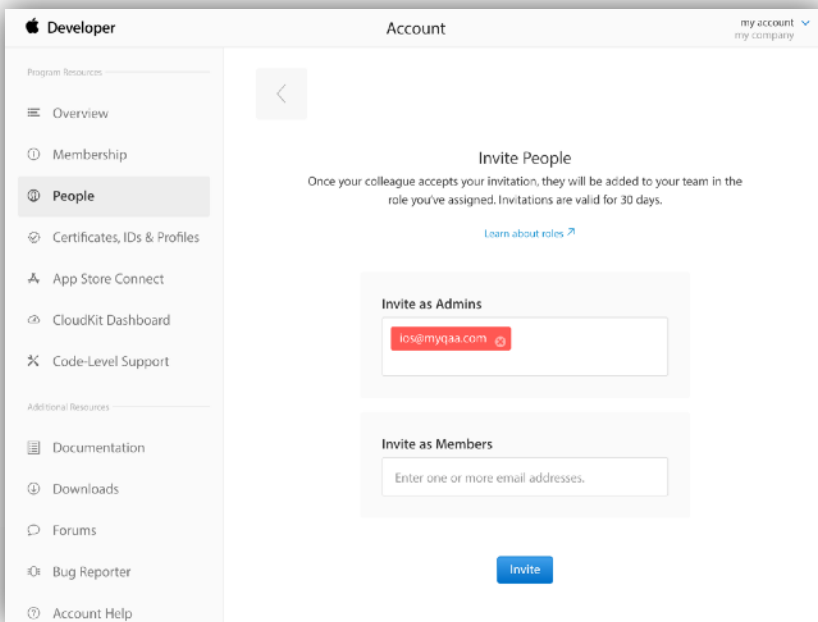 Developer
Account
my account
my company
Program Resources
Overview
Membership
People
Certificates, IDs & Profiles
App Store Connect
CloudKit Dashboard
Code-Level Support
Additional Resources
Documentation
Downloads
Forums
Bug Reporter
Account Help
Invite People
Once your colleague accepts your invitation, they will be added to your team in the
role you've assigned. Invitations are valid for 30 days.
Learn about roles
Invite as Admins
ios@myqaa.com
Invite as Members
Enter one or more email addresses.
Invite